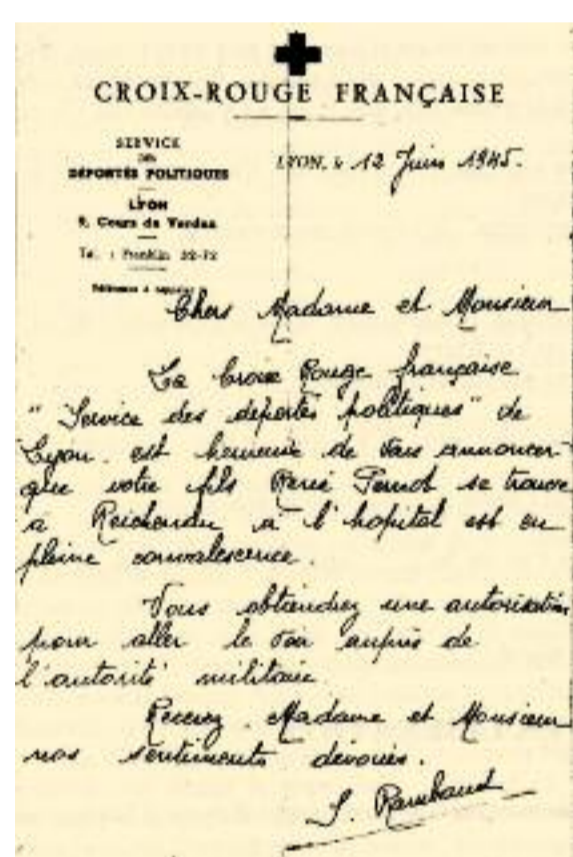 CROIX-ROUGE FRANÇAISE
SERVICE
DES
DÉPORTÉS POLITIQUES
LYON
9, Cours de Verdun
Tél. : Franklin 32-72
LYON, le 12 Juin 1945.
Chers Madame et Monsieur
La Croix Rouge française
"Service des déportés politiques" de
Lyon est heureuse de vous annoncer
que votre fils René se trouve
à à l'hopital est en
pleine convalescence.
Vous obtiendrez une autorisation
pour aller le voir auprès de
l'autorité militaire
Recevez Madame et Monsieur
nos sentiments dévoués.
S. Rambaud